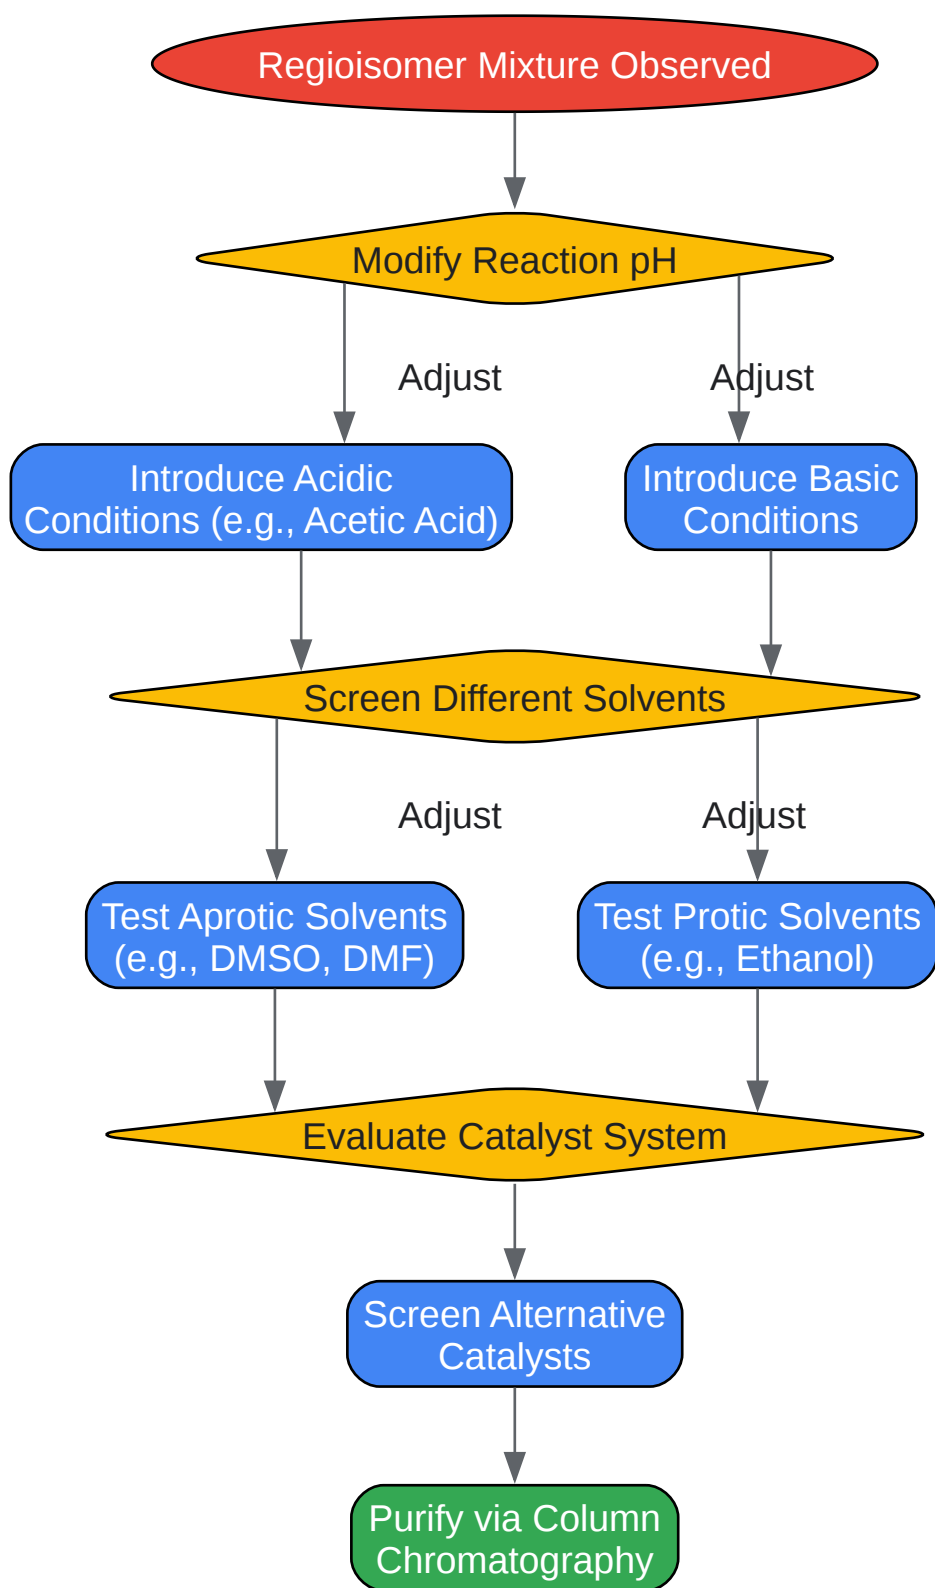 Regioisomer Mixture Observed
Modify Reaction pH
Adjust
Adjust
Introduce Acidic
Conditions (e.g., Acetic Acid)
Introduce Basic
Conditions
Screen Different Solvents
Adjust
Adjust
Test Aprotic Solvents
(e.g., DMSO, DMF)
Test Protic Solvents
(e.g., Ethanol)
Evaluate Catalyst System
Screen Alternative
Catalysts
Purify via Column
Chromatography